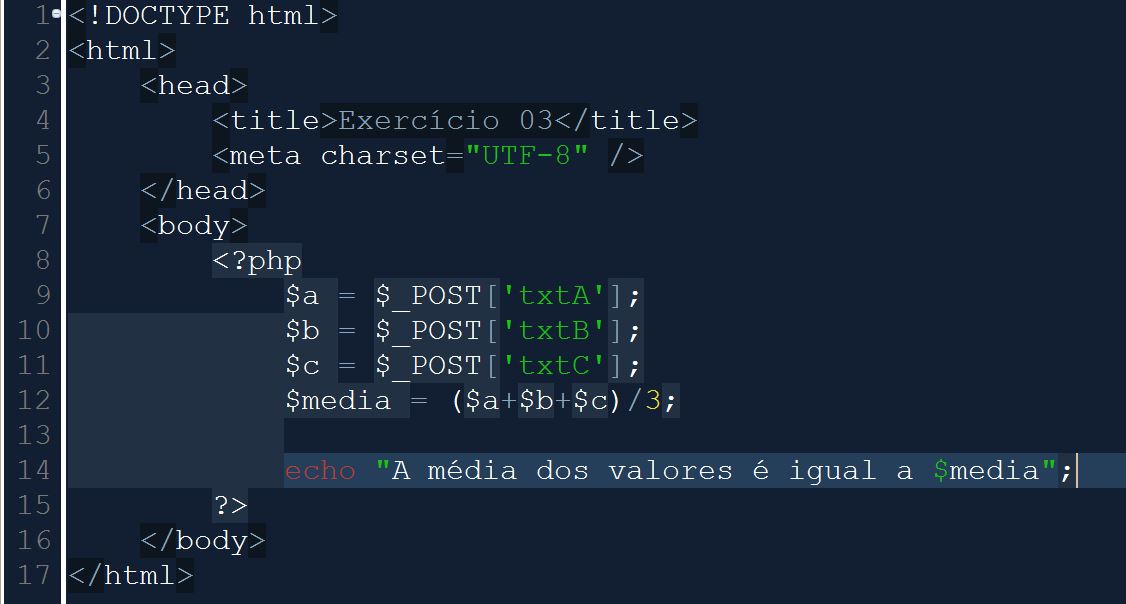 1 <!DOCTYPE html>
2 <html>
3     <head>
4         <title>Exercício 03</title>
5         <meta charset="UTF-8" />
6     </head>
7     <body>
8         <?php
9             $a = $_POST['txtA'];
10             $b = $_POST['txtB'];
11             $c = $_POST['txtC'];
12             $media = ($a+$b+$c)/3;
13
14             echo "A média dos valores é igual a $media";
15         ?>
16     </body>
17 </html>